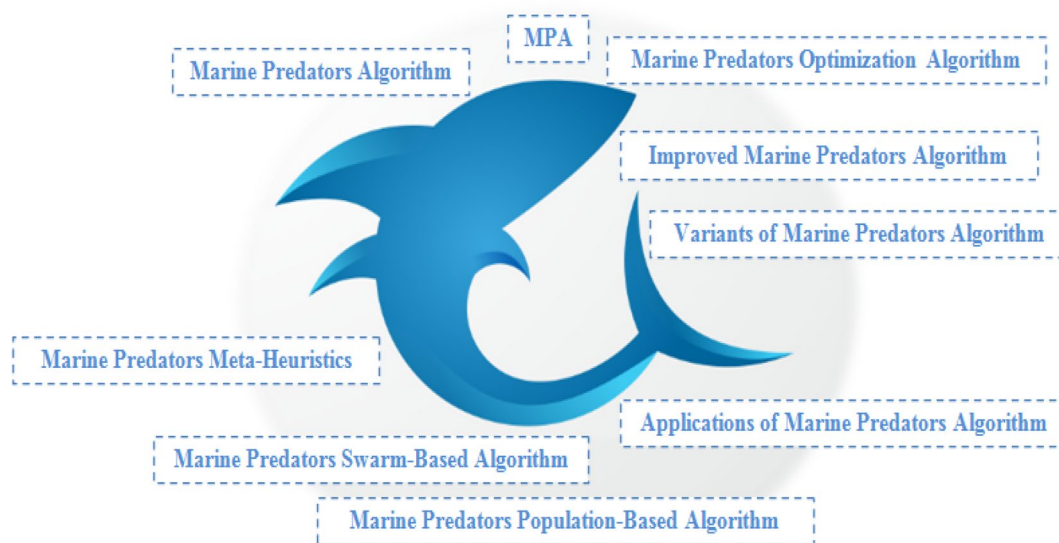 MPA
Marine Predators Algorithm
Marine Predators Optimization Algorithm
Improved Marine Predators Algorithm
Variants of Marine Predators Algorithm
Marine Predators Meta-Heuristics
Applications of Marine Predators Algorithm
Marine Predators Swarm-Based Algorithm
Marine Predators Population-Based Algorithm